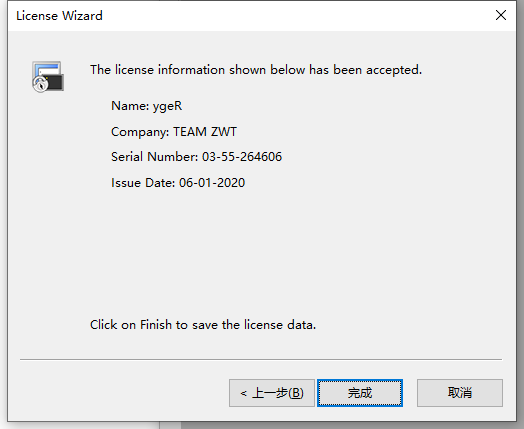 License Wizard
The license information shown below has been accepted.
Name: ygeR
Company: TEAM ZWT
Serial Number: 03-55-264606
Issue Date: 06-01-2020
Click on Finish to save the license data.
< 上一步(B) 完成 取消